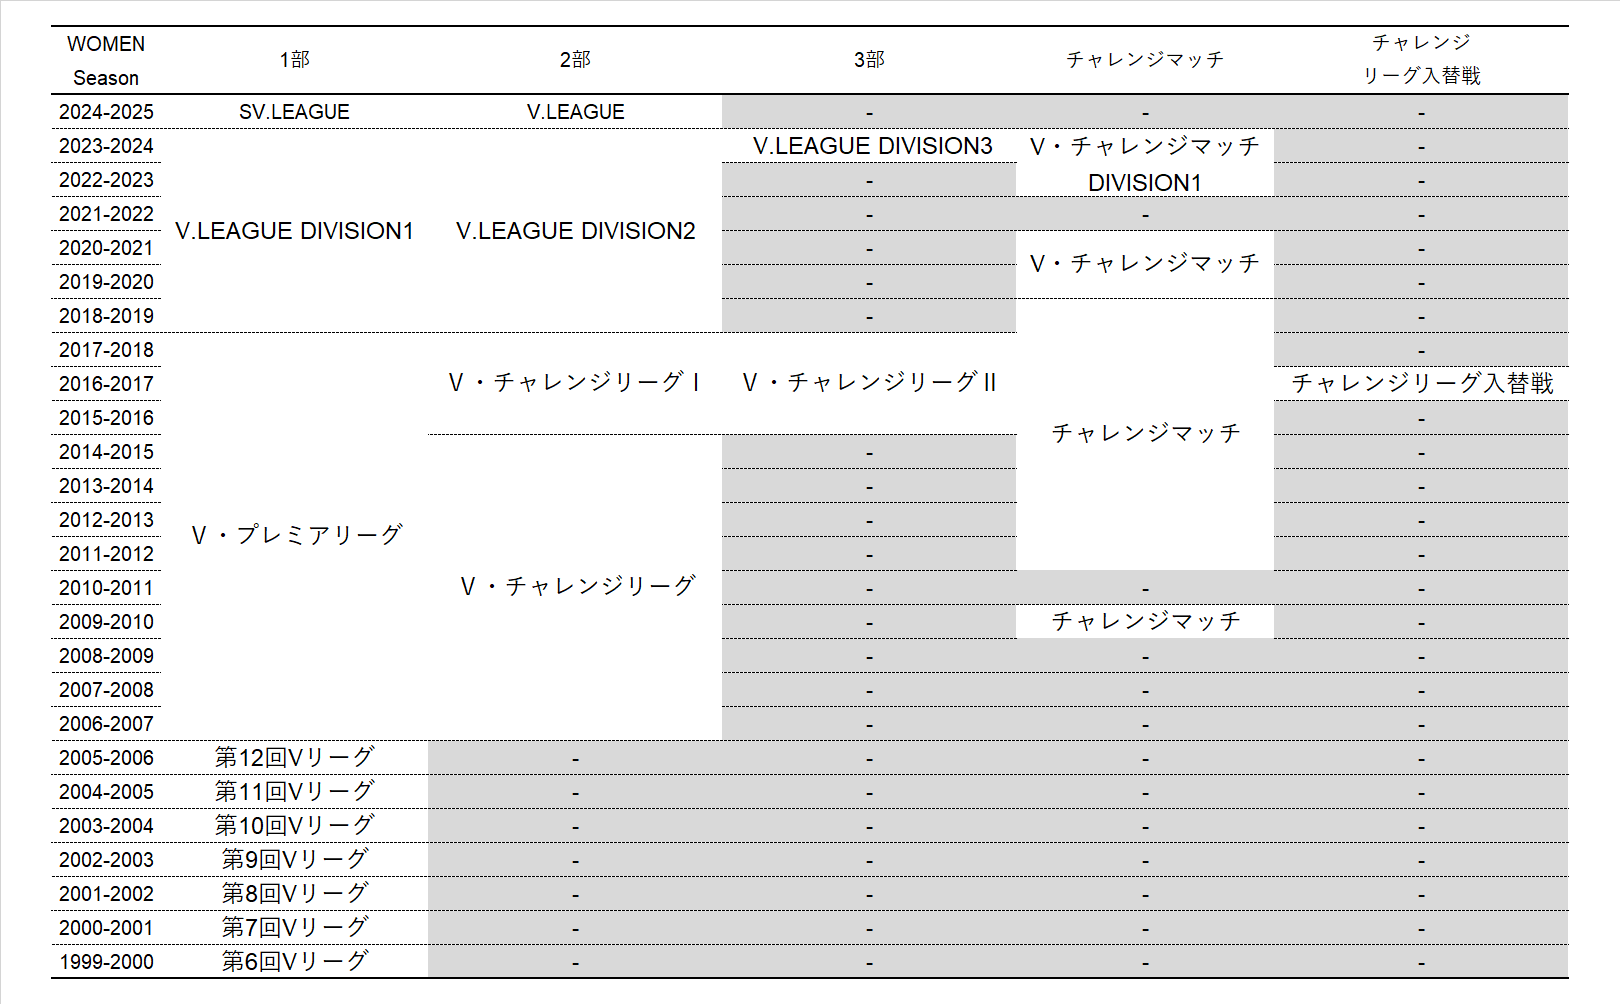 WOMEN
Season
1部
2部
3部
チャレンジマッチ
チャレンジ
リーグ入替戦
2024-2025 SV.LEAGUE V.LEAGUE - - -
2023-2024 V.LEAGUE DIVISION3 V・チャレンジマッチ -
2022-2023 - DIVISION1 -
2021-2022 - - -
V.LEAGUE DIVISION1 V.LEAGUE DIVISION2
2020-2021 - -
V・チャレンジマッチ
2019-2020 - -
2018-2019 - -
2017-2018 -
2016-2017 V・チャレンジリーグⅠ V・チャレンジリーグⅡ チャレンジリーグ入替戦
2015-2016 -
チャレンジマッチ
2014-2015 - -
2013-2014 - -
2012-2013 - -
V・プレミアリーグ
2011-2012 - -
2010-2011 V・チャレンジリーグ - - -
2009-2010 - チャレンジマッチ -
2008-2009 - - -
2007-2008 - - -
2006-2007 - - -
2005-2006 第12回Vリーグ - - - -
2004-2005 第11回Vリーグ - - - -
2003-2004 第10回Vリーグ - - - -
2002-2003 第9回Vリーグ - - - -
2001-2002 第8回Vリーグ - - - -
2000-2001 第7回Vリーグ - - - -
1999-2000 第6回Vリーグ - - - -